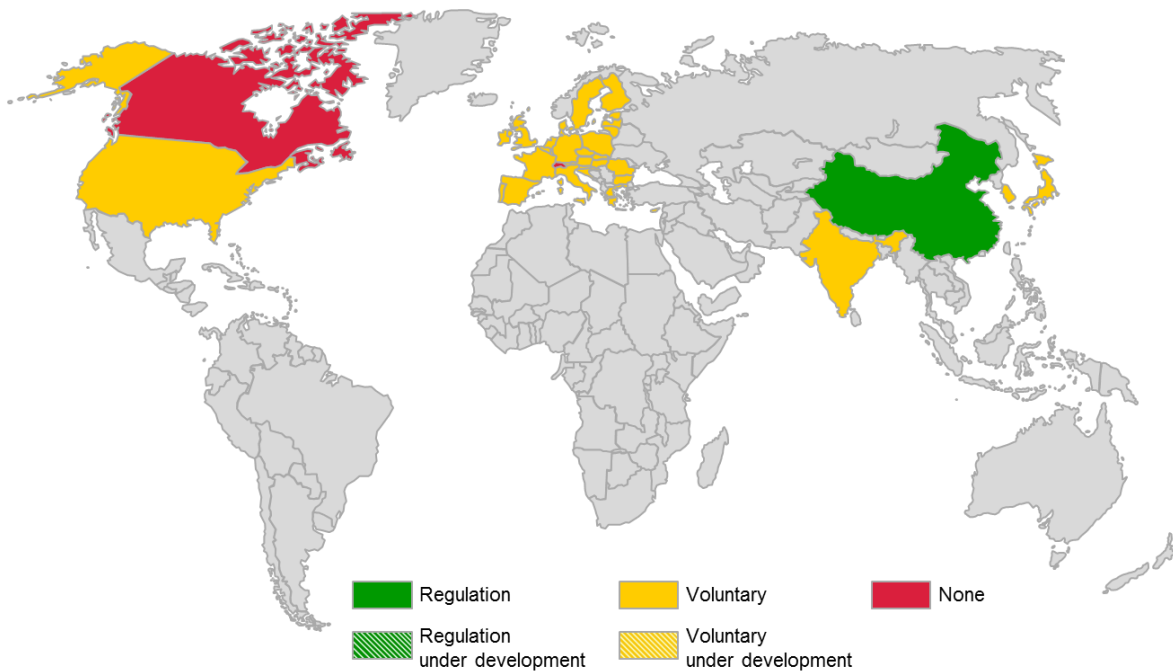 Regulation
Voluntary
None
Regulation
under development
Voluntary
under development